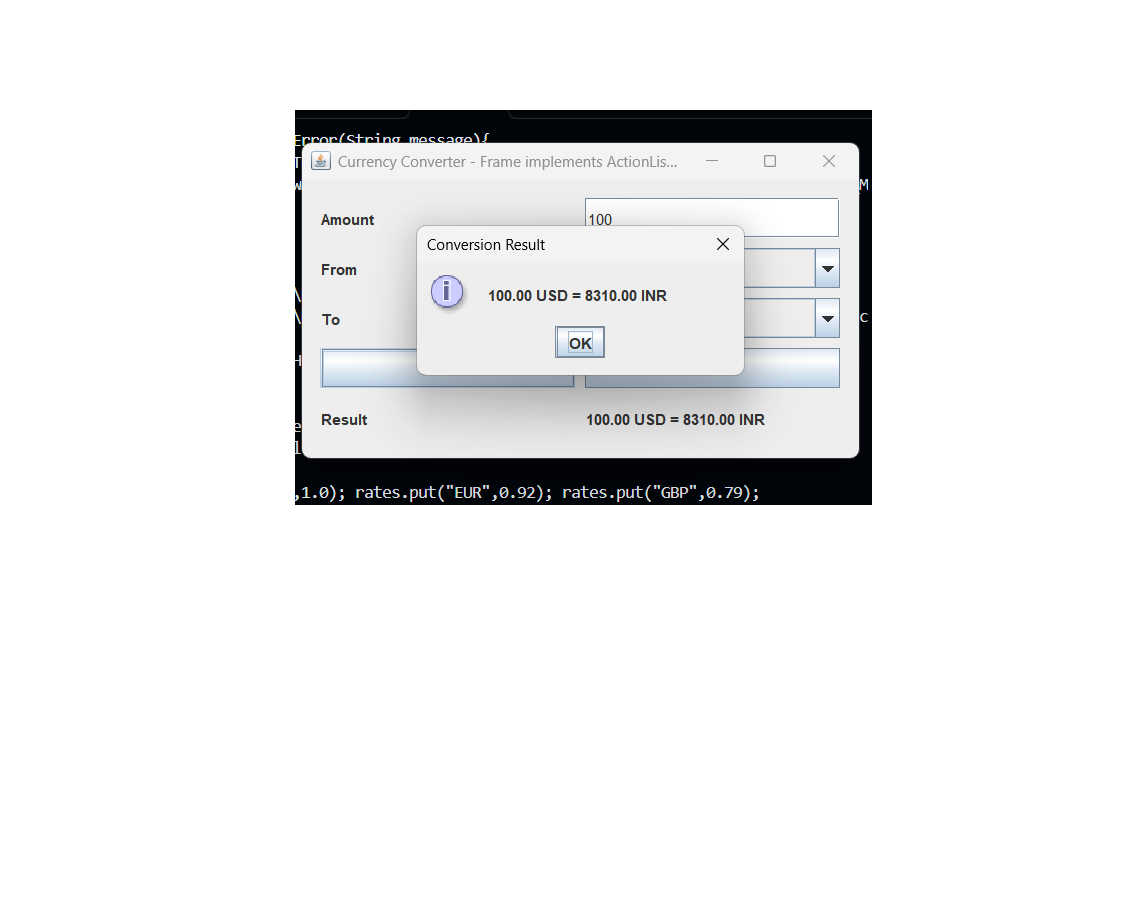 Error(String message){
Currency Converter - Frame implements ActionLis...
Amount
100
Conversion Result
From
100.00 USD = 8310.00 INR
To
OK
Result
100.00 USD = 8310.00 INR
,1.0); rates.put("EUR",0.92); rates.put("GBP",0.79);